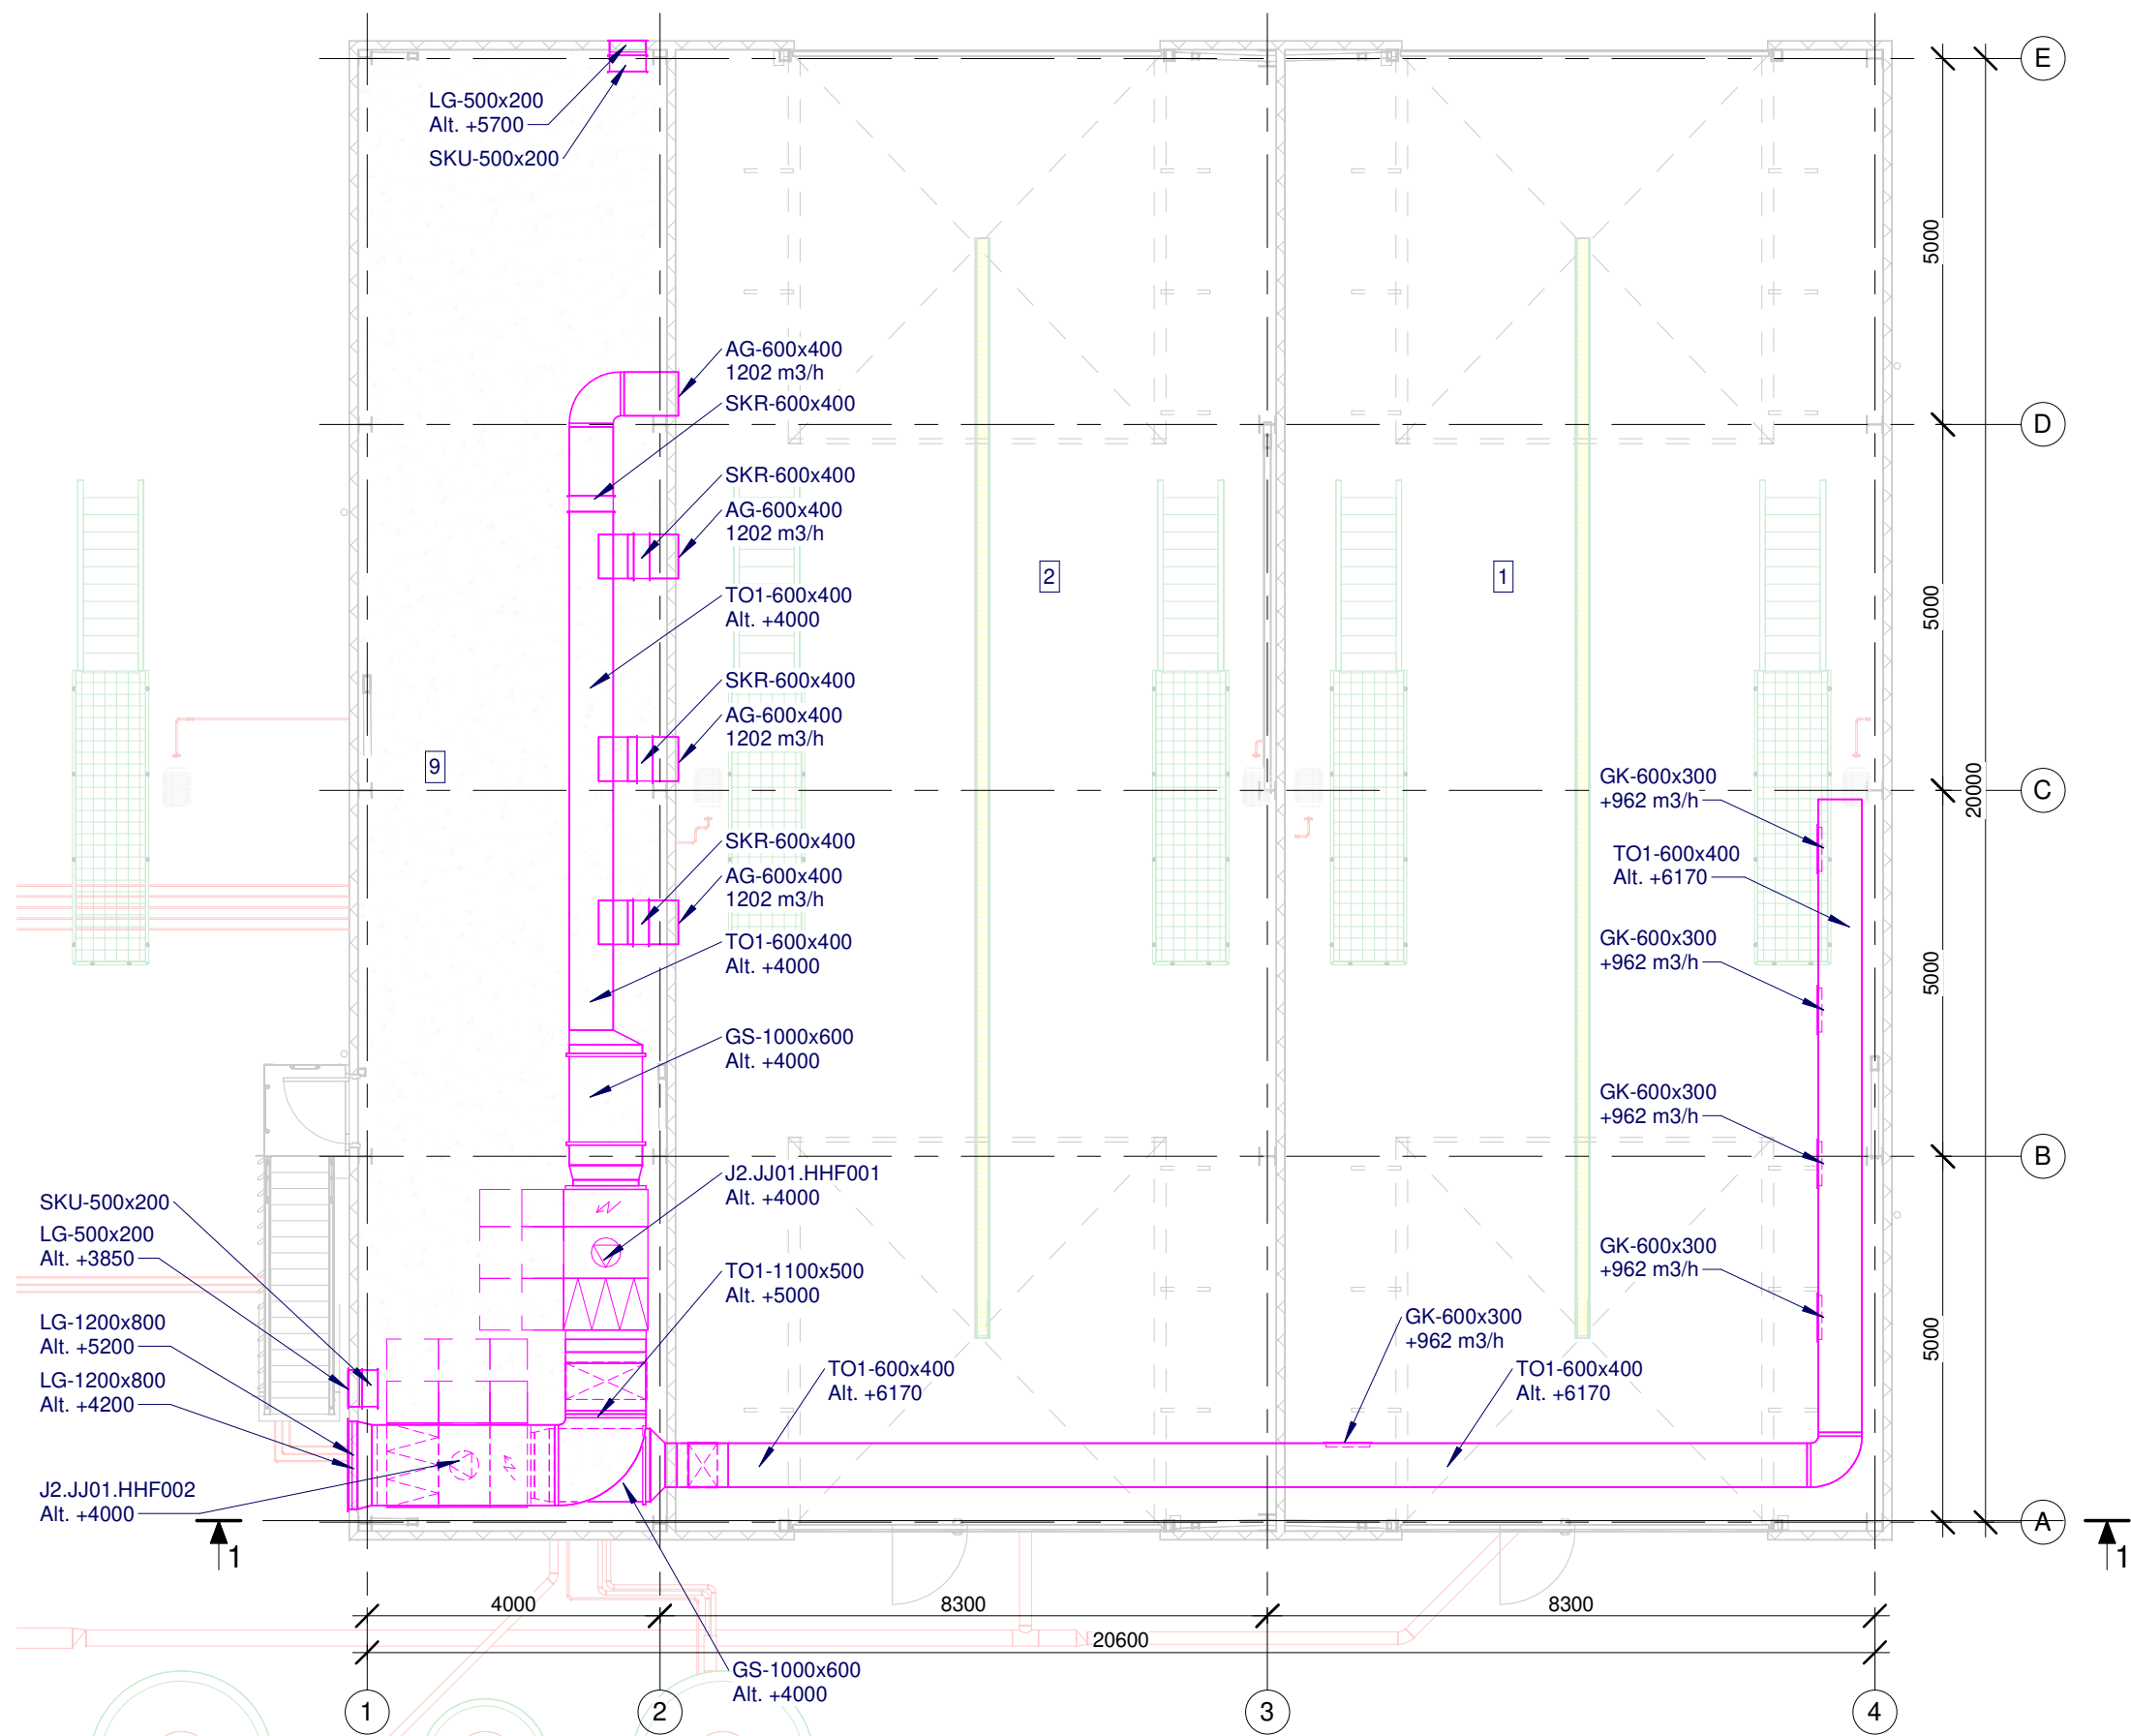 LG-500x200
Alt. +5700
SKU-500x200
E
5000
AG-600x400
1202 m3/h
SKR-600x400
D
SKR-600x400
AG-600x400
1202 m3/h
2
1
TO1-600x400
Alt. +4000
5000
SKR-600x400
AG-600x400
1202 m3/h
9
GK-600x300
+962 m3/h
20000
C
SKR-600x400
AG-600x400
1202 m3/h
TO1-600x400
Alt. +6170
TO1-600x400
Alt. +4000
GK-600x300
+962 m3/h
5000
GS-1000x600
Alt. +4000
GK-600x300
+962 m3/h
B
J2.JJ01.HHF001
Alt. +4000
SKU-500x200
LG-500x200
Alt. +3850
TO1-1100x500
Alt. +5000
GK-600x300
+962 m3/h
LG-1200x800
Alt. +5200
GK-600x300
+962 m3/h
5000
LG-1200x800
Alt. +4200
TO1-600x400
Alt. +6170
TO1-600x400
Alt. +6170
J2.JJ01.HHF002
Alt. +4000
A
1
1
4000
8300
8300
20600
GS-1000x600
Alt. +4000
1
2
3
4